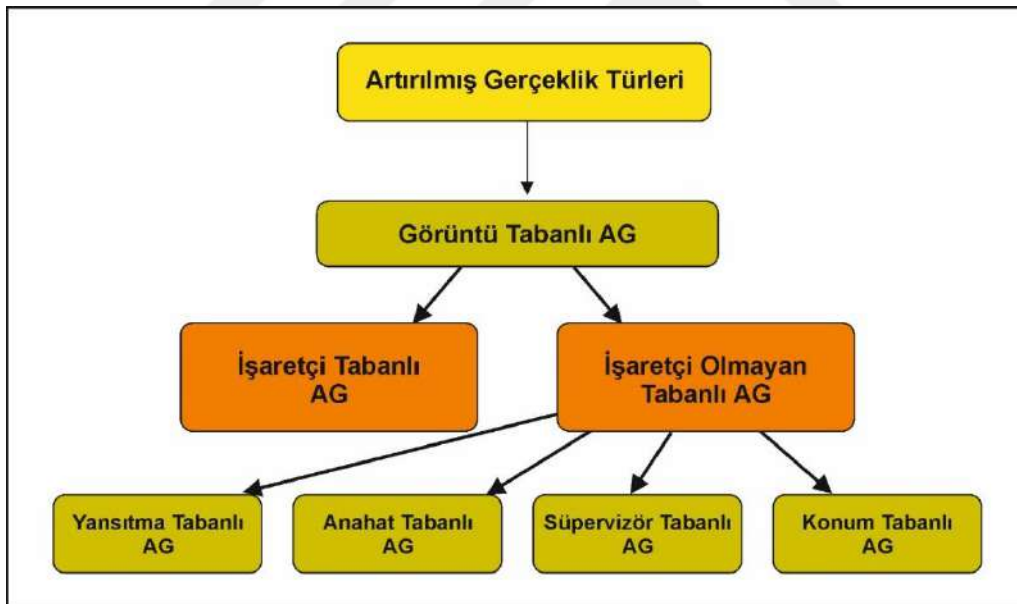 Artırılmış Gerçeklik Türleri
Görüntü Tabanlı AG
İşaretçi Tabanlı
AG
İşaretçi Olmayan
Tabanlı AG
Yansıtma Tabanlı
AG
Anahat Tabanlı
AG
Süpervizör Tabanlı
AG
Konum Tabanlı
AG